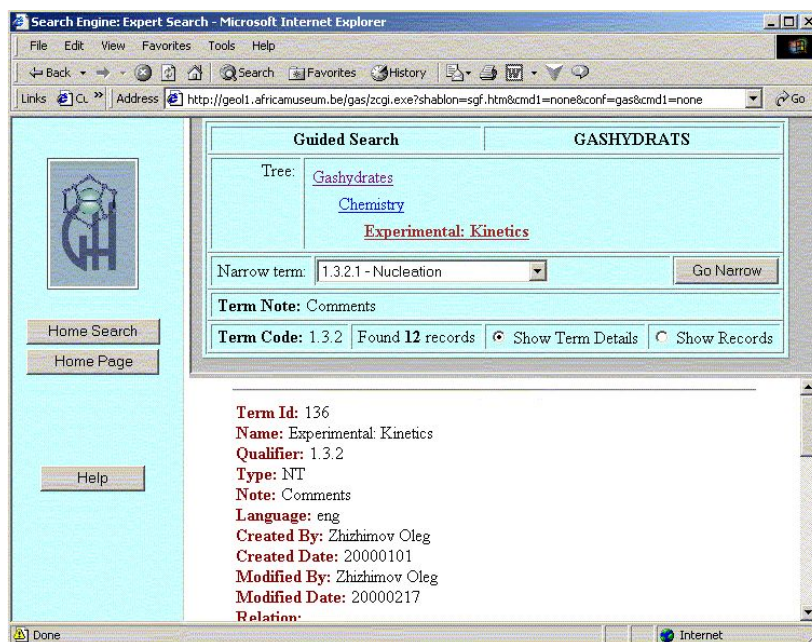 Search Engine: Expert Search - Microsoft Internet Explorer
File Edit View Favorites Tools Help
Back Search Favorites History
Links Address http://geol1.africamuseum.be/gas/zcgi.exe?shablon=sgf.htm&cmd1=none&conf=gas&cmd1=none Go
Guided Search GASHYDRATS
Tree: Gashydrates
Chemistry
Experimental: Kinetics
Narrow term: 1.3.2.1 - Nucleation Go Narrow
Term Note: Comments
Term Code: 1.3.2 Found 12 records Show Term Details Show Records
GH
Home Search
Home Page
Help
Term Id: 136
Name: Experimental: Kinetics
Qualifier: 1.3.2
Type: NT
Note: Comments
Language: eng
Created By: Zhizhimov Oleg
Created Date: 20000101
Modified By: Zhizhimov Oleg
Modified Date: 20000217
Relation:
Done Internet